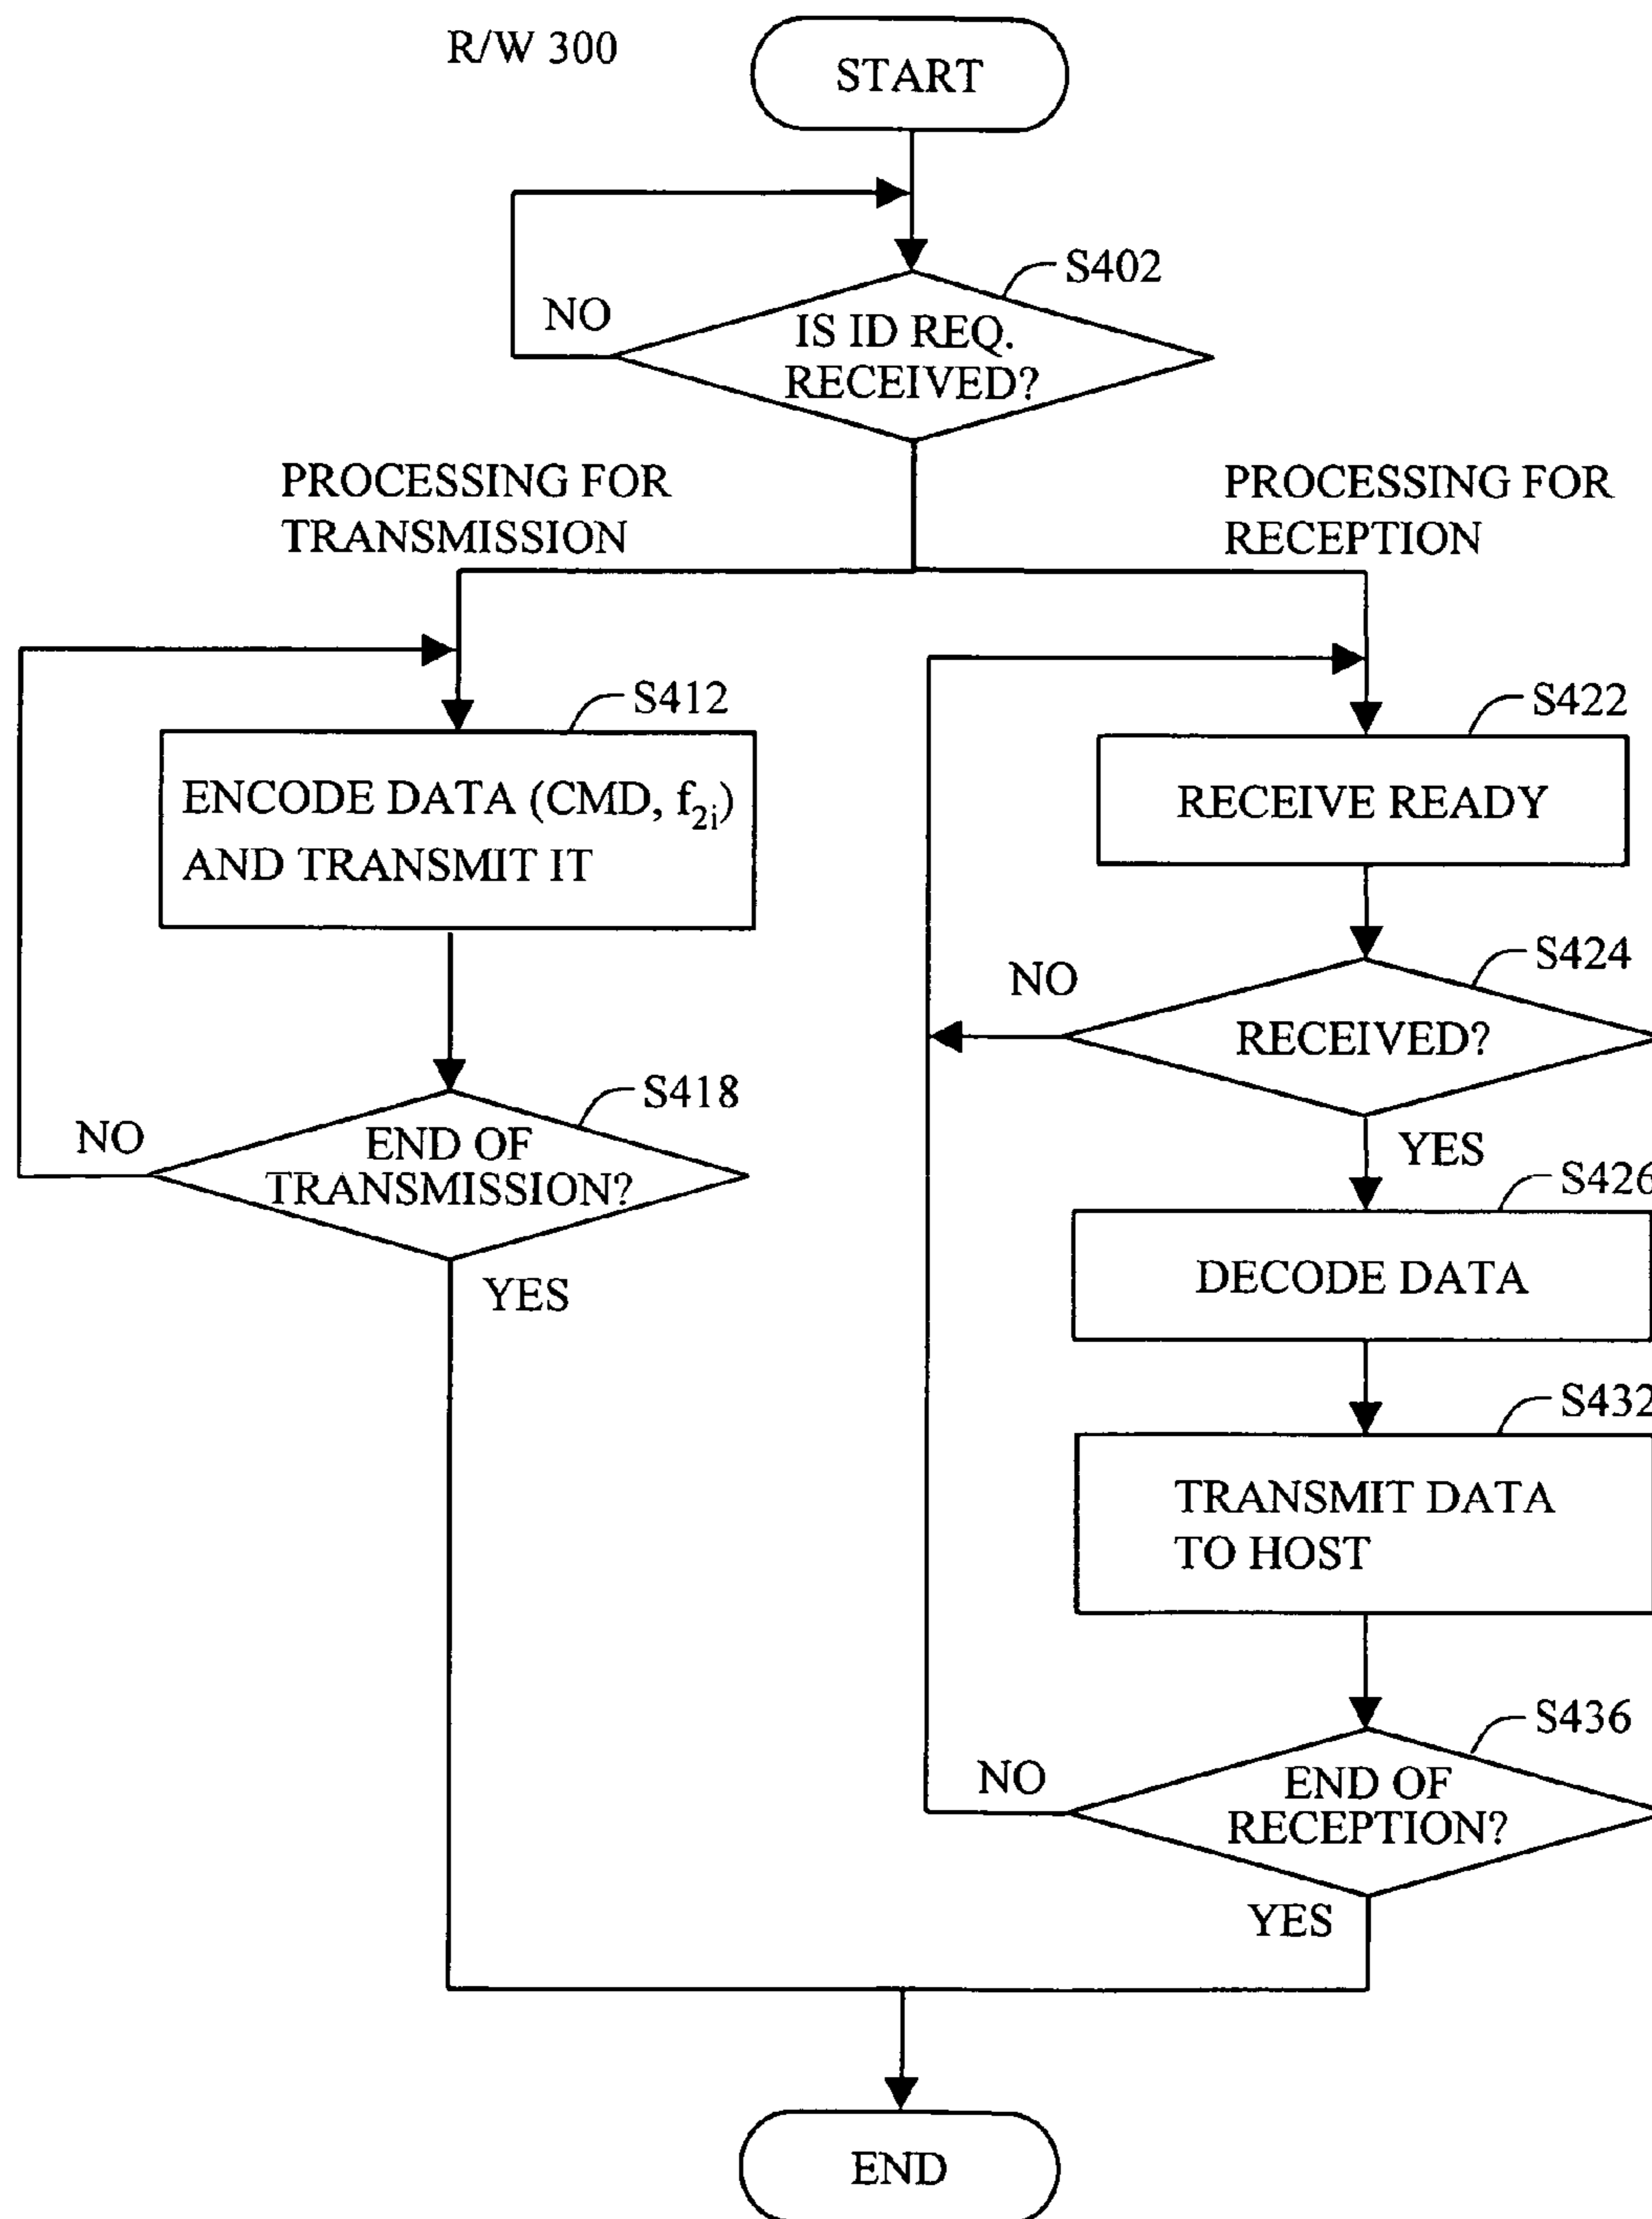 R/W 300
START
S402
NO
IS ID REQ.
RECEIVED?
PROCESSING FOR
TRANSMISSION
PROCESSING FOR
RECEPTION
S412
ENCODE DATA (CMD, f2i)
AND TRANSMIT IT
S418
NO
END OF
TRANSMISSION?
YES
S422
RECEIVE READY
S424
NO
RECEIVED?
YES
S426
DECODE DATA
S432
TRANSMIT DATA
TO HOST
S436
NO
END OF
RECEPTION?
YES
END